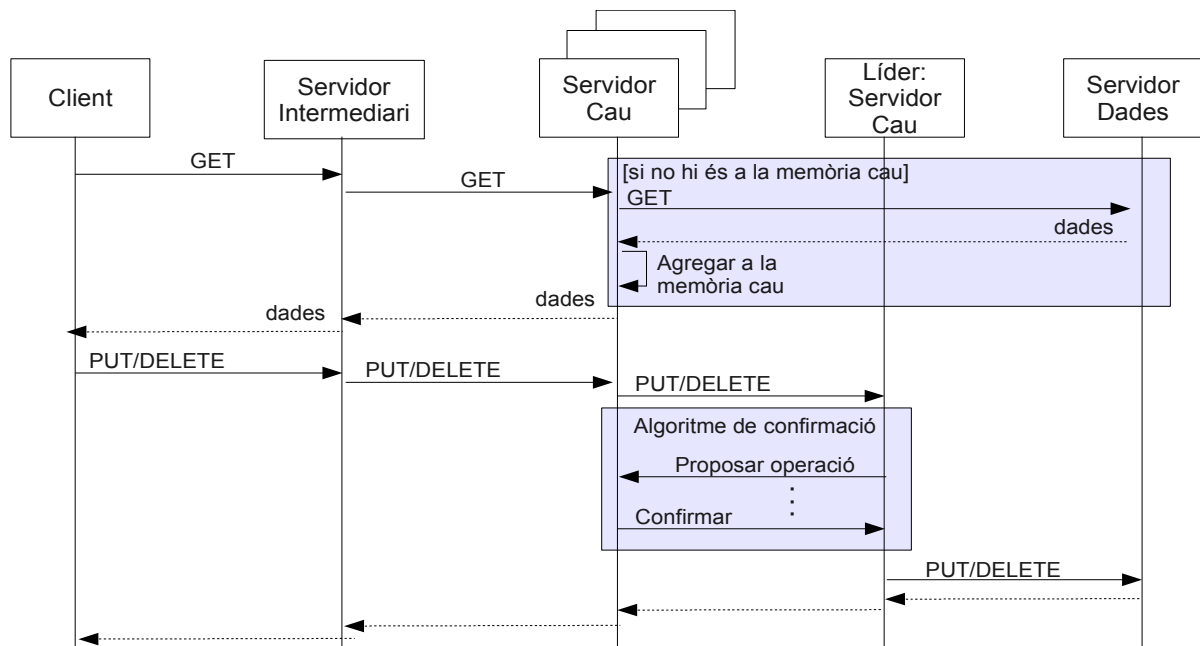 Client
Servidor
Intermediari
Servidor
Cau
Líder:
Servidor
Cau
Servidor
Dades
GET
GET
[si no hi és a la memòria cau]
GET
dades
Agregar a la
memòria cau
dades
dades
PUT/DELETE
PUT/DELETE
PUT/DELETE
Algoritme de confirmació
Proposar operació
Confirmar
PUT/DELETE